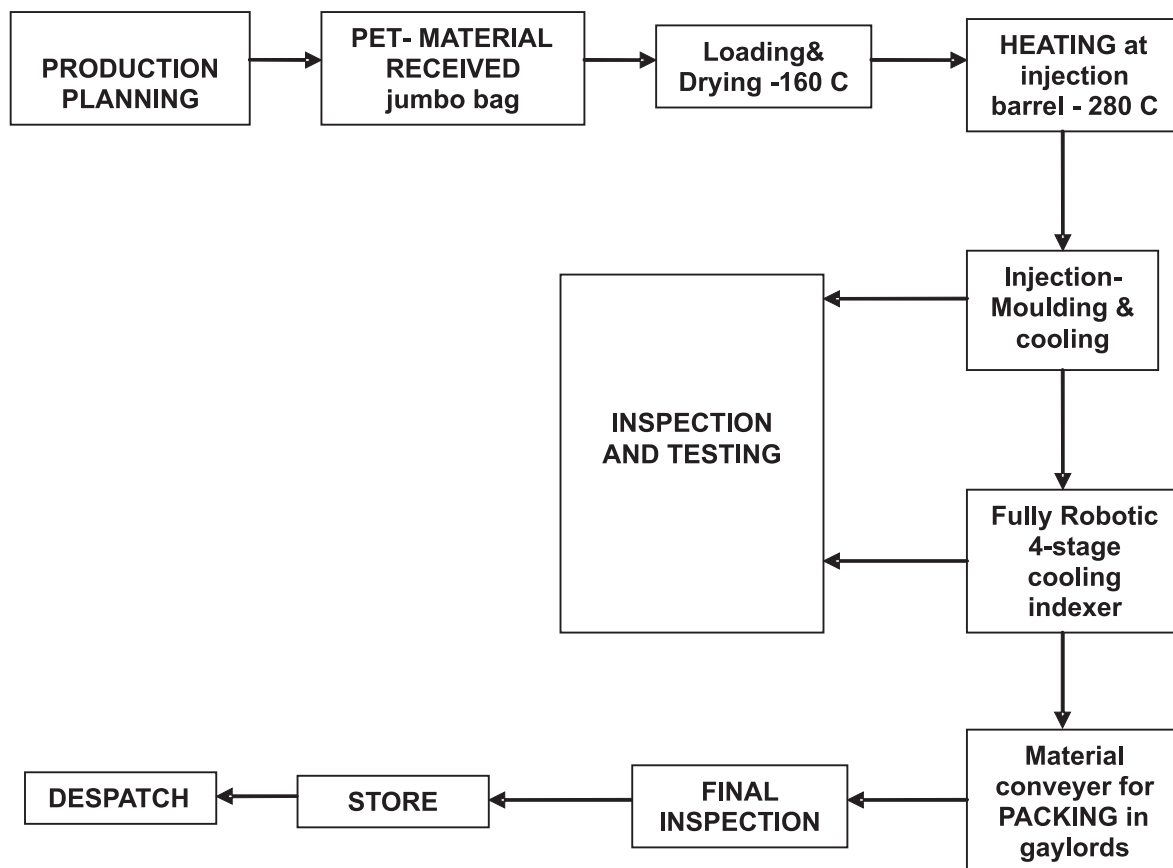 PRODUCTION
PLANNING
PET- MATERIAL
RECEIVED
jumbo bag
Loading&
Drying -160 C
HEATING at
injection
barrel - 280 C
Injection-
Moulding &
cooling
INSPECTION
AND TESTING
Fully Robotic
4-stage
cooling
indexer
Material
conveyer for
PACKING in
gaylords
FINAL
INSPECTION
STORE
DESPATCH